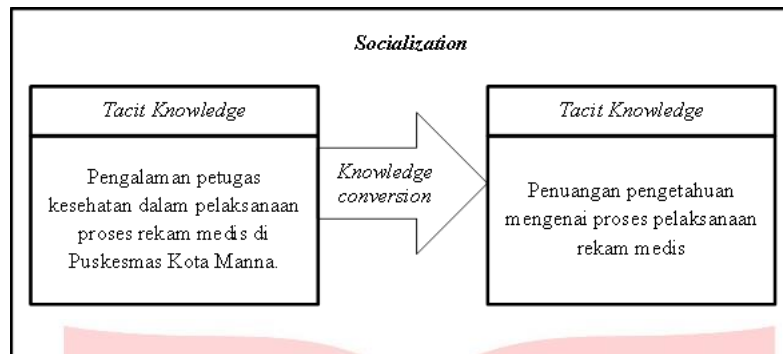 Socialization
Tacit Knowledge
Pengalaman petugas
kesehatan dalam pelaksanaan
proses rekam medis di
Puskesmas Kota Manna.
Knowledge
conversion
Tacit Knowledge
Penuangan pengetahuan
mengenai proses pelaksanaan
rekam medis